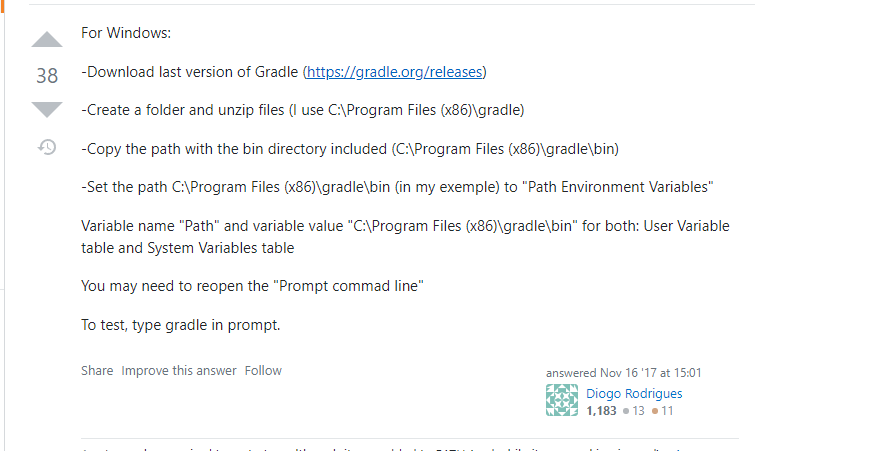 For Windows:
38
-Download last version of Gradle (https://gradle.org/releases)
-Create a folder and unzip files (I use C:\Program Files (x86)\gradle)
-Copy the path with the bin directory included (C:\Program Files (x86)\gradle\bin)
-Set the path C:\Program Files (x86)\gradle\bin (in my exemple) to "Path Environment Variables"
Variable name "Path" and variable value "C:\Program Files (x86)\gradle\bin" for both: User Variable
table and System Variables table
You may need to reopen the "Prompt commad line"
To test, type gradle in prompt.
Share Improve this answer Follow
answered Nov 16 '17 at 15:01
Diogo Rodrigues
1,183 13 11